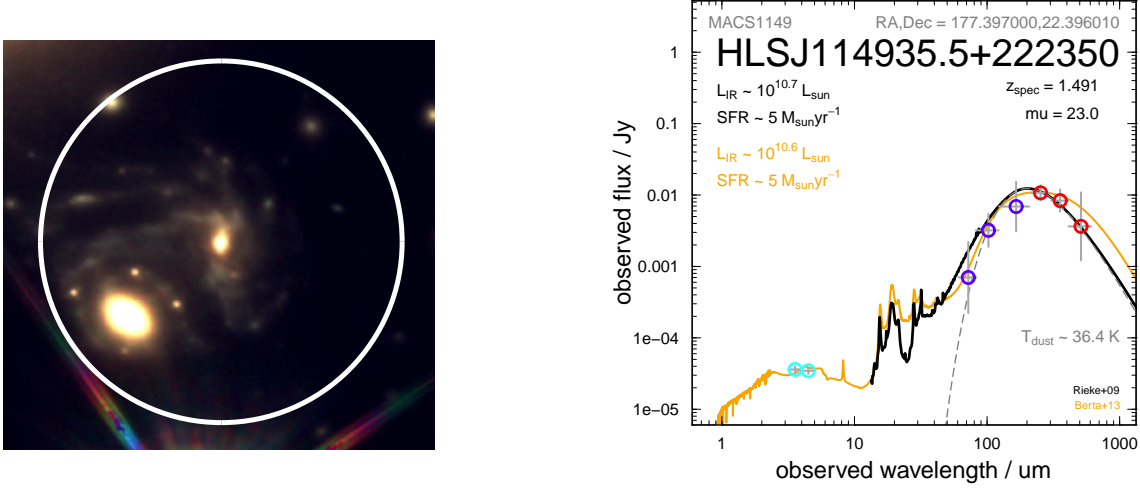 MACS1149 RA,Dec = 177.397000,22.396010
HLSJ114935.5+222350
L_IR ~ 10^10.7 L_sun z_spec = 1.491
SFR ~ 5 M_sun yr^−1 mu = 23.0
L_IR ~ 10^10.6 L_sun
SFR ~ 5 M_sun yr^−1
T_dust ~ 36.4 K
Rieke+09
Berta+13
observed flux / Jy
1
0.1
0.01
0.001
1e−04
1e−05
1 10 100 1000
observed wavelength / um